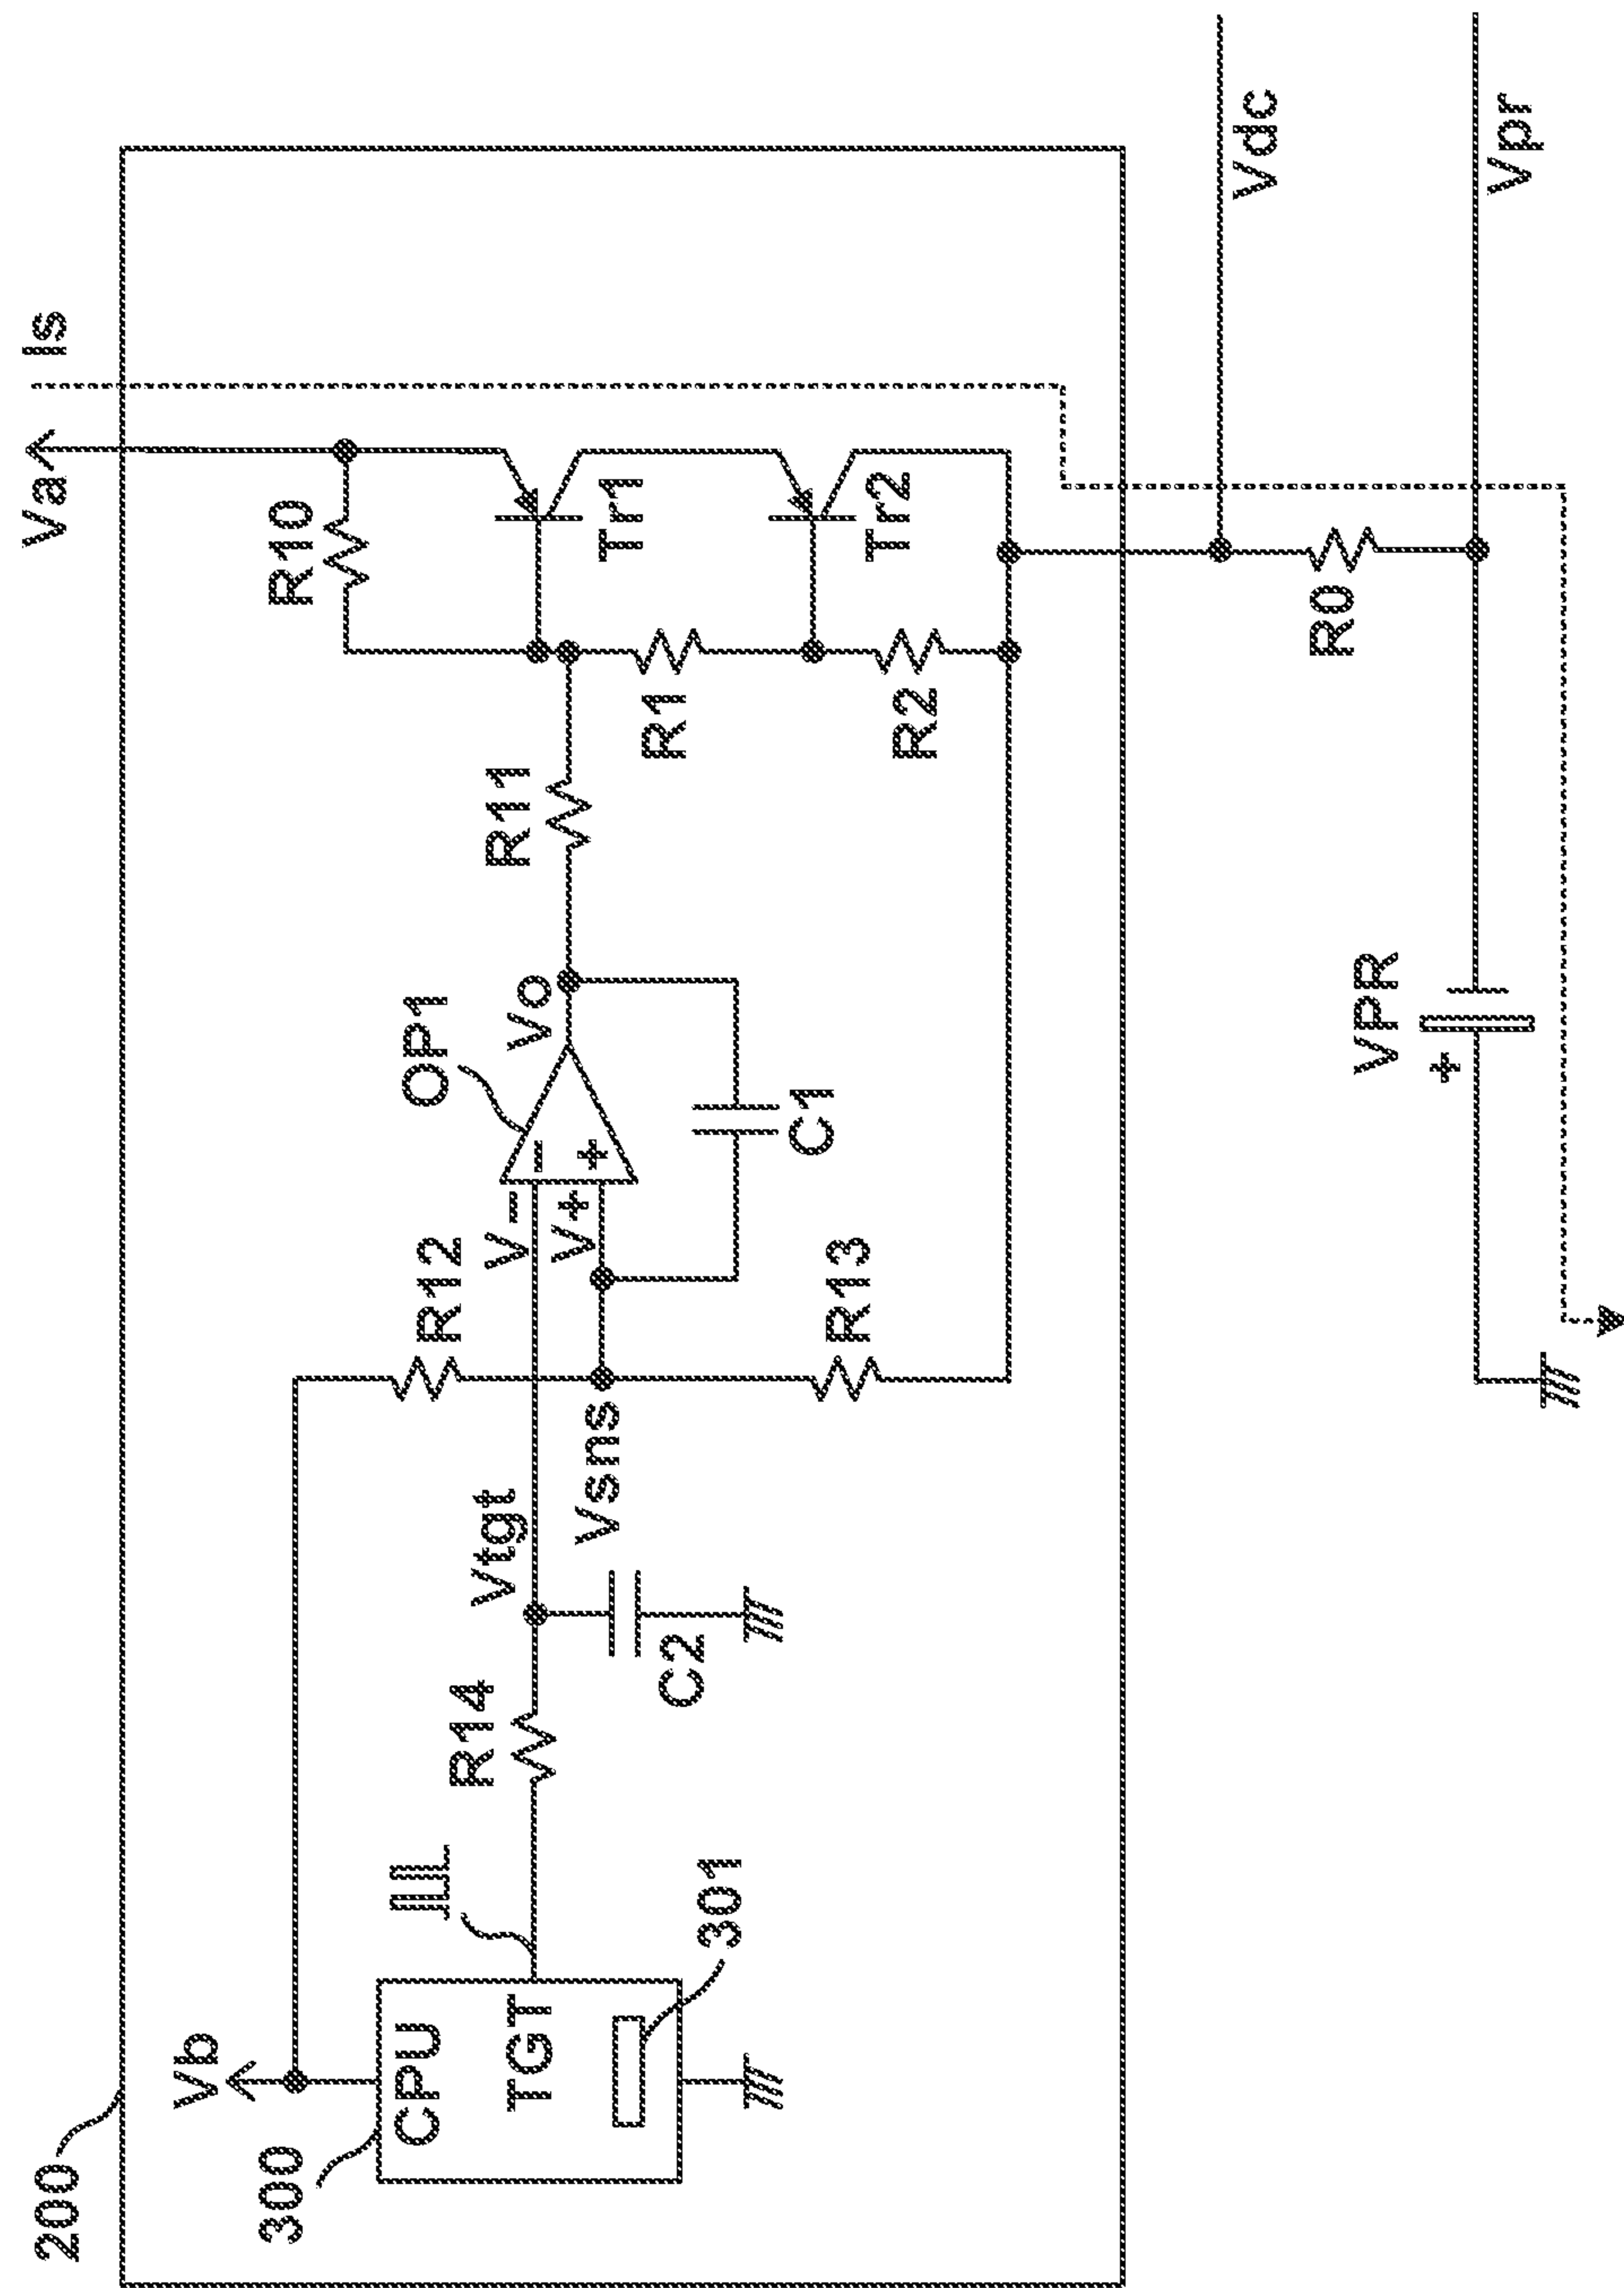 200
300
Vb
CPU
TGT
301
R14
Vtgt
C2
Vsns
R12
R13
V−
V+
OP1
−
+
Vo
C1
R11
R10
R1
R2
Tr1
Tr2
Va
Is
VPR
+
R0
Vdc
Vpr